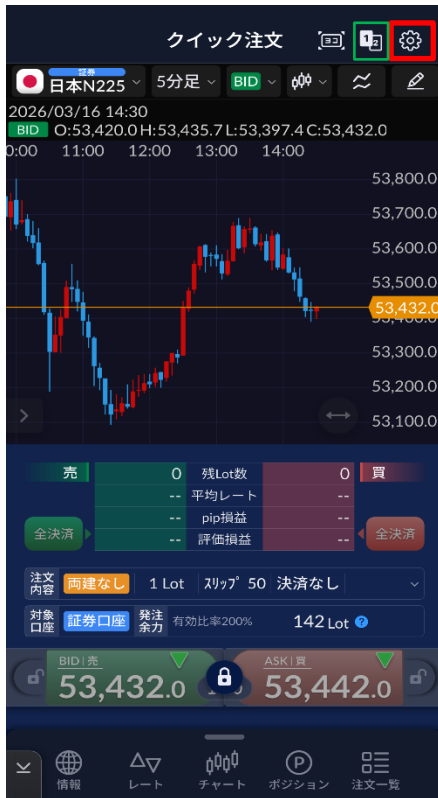 クイック注文
証券
日本N225 5分足 BID
2026/03/16 14:30
BID O:53,420.0 H:53,435.7 L:53,397.4 C:53,432.0
0:00 11:00 12:00 13:00 14:00
53,800.0
53,700.0
53,600.0
53,500.0
53,432.0
53,300.0
53,200.0
53,100.0
売 0 残Lot数 0 買
-- 平均レート --
-- pip損益 --
全決済 -- 評価損益 -- 全決済
注文内容 両建なし 1 Lot スリップ 50 決済なし
対象口座 証券口座 発注余力 有効比率200% 142 Lot ?
BID | 売 ASK | 買
53,432.0 53,442.0
情報 レート チャート ポジション 注文一覧